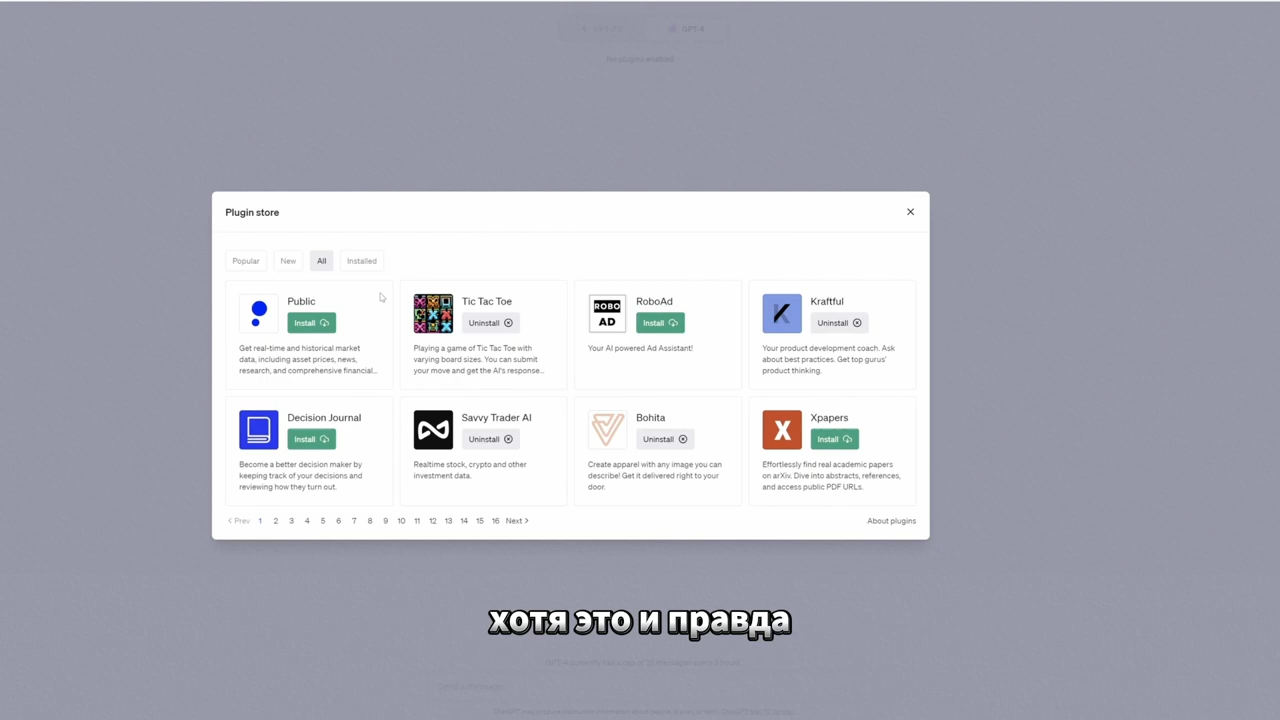 GPT-4
No plugins enabled
Plugin store
Popular
New
All
Installed
Public
Install
Get real-time and historical market
data, including asset prices, news,
research, and comprehensive financial...
Tic Tac Toe
Uninstall
Playing a game of Tic Tac Toe with
varying board sizes. You can submit
your move and get the AI's response...
ROBO
AD
RoboAd
Install
Your AI powered Ad Assistant!
Kraftful
Uninstall
Your product development coach. Ask
about best practices. Get top gurus'
product thinking.
Decision Journal
Install
Become a better decision maker by
keeping track of your decisions and
reviewing how they turn out.
Savvy Trader AI
Uninstall
Realtime stock, crypto and other
investment data.
Bohita
Uninstall
Create apparel with any image you can
describe! Get it delivered right to your
door.
X
Xpapers
Install
Effortlessly find real academic papers
on arXiv. Dive into abstracts, references,
and access public PDF URLs.
Prev 1 2 3 4 5 6 7 8 9 10 11 12 13 14 15 16 Next
About plugins
хотя это и правда